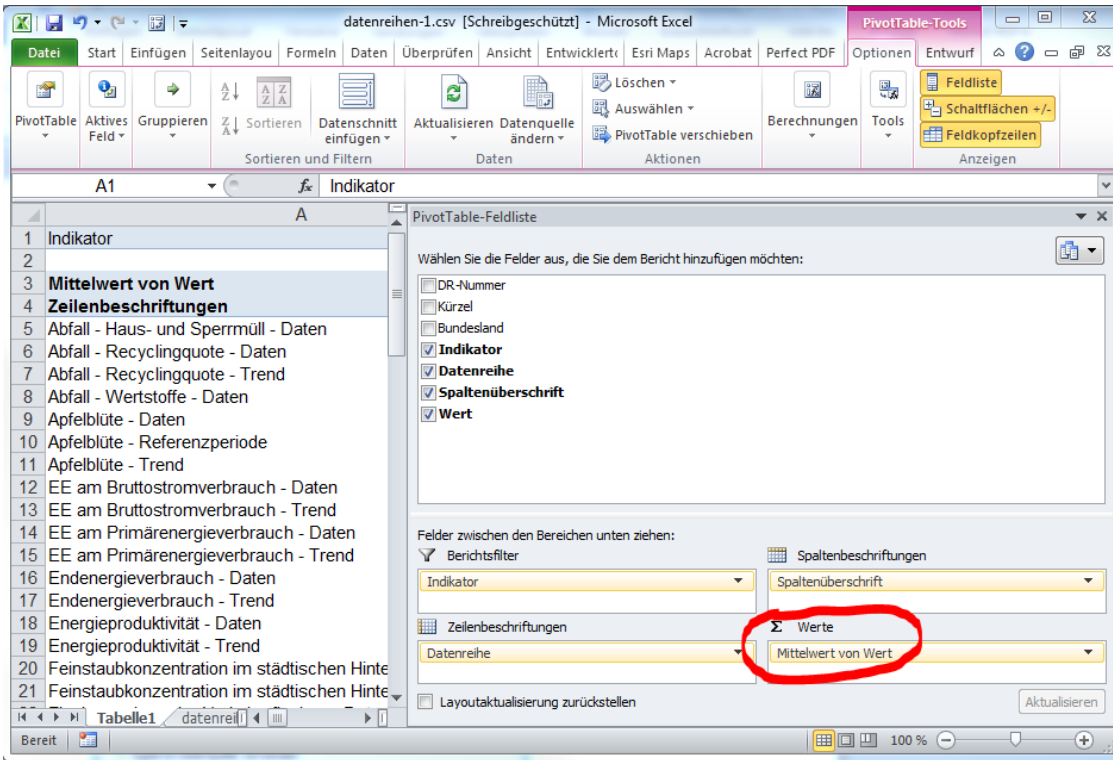 datenreihen-1.csv [Schreibgeschützt] - Microsoft Excel
PivotTable-Tools
Datei Start Einfügen Seitenlayou Formeln Daten Überprüfen Ansicht Entwicklert Esri Maps Acrobat Perfect PDF Optionen Entwurf
PivotTable
Aktives Feld
Gruppieren
Sortieren
Datenschnitt einfügen
Sortieren und Filtern
Aktualisieren
Datenquelle ändern
Daten
Löschen
Auswählen
PivotTable verschieben
Aktionen
Berechnungen
Tools
Feldliste
Schaltflächen +/-
Feldkopfzeilen
Anzeigen
A1 fx Indikator
A
1 Indikator
2
3 Mittelwert von Wert
4 Zeilenbeschriftungen
5 Abfall - Haus- und Sperrmüll - Daten
6 Abfall - Recyclingquote - Daten
7 Abfall - Recyclingquote - Trend
8 Abfall - Wertstoffe - Daten
9 Apfelblüte - Daten
10 Apfelblüte - Referenzperiode
11 Apfelblüte - Trend
12 EE am Bruttostromverbrauch - Daten
13 EE am Bruttostromverbrauch - Trend
14 EE am Primärenergieverbrauch - Daten
15 EE am Primärenergieverbrauch - Trend
16 Endenergieverbrauch - Daten
17 Endenergieverbrauch - Trend
18 Energieproduktivität - Daten
19 Energieproduktivität - Trend
20 Feinstaubkonzentration im städtischen Hinte
21 Feinstaubkonzentration im städtischen Hinte
PivotTable-Feldliste
Wählen Sie die Felder aus, die Sie dem Bericht hinzufügen möchten:
DR-Nummer
Kürzel
Bundesland
Indikator
Datenreihe
Spaltenüberschrift
Wert
Felder zwischen den Bereichen unten ziehen:
Berichtsfilter
Indikator
Spaltenbeschriftungen
Spaltenüberschrift
Zeilenbeschriftungen
Datenreihe
Σ Werte
Mittelwert von Wert
Layoutaktualisierung zurückstellen
Aktualisieren
Tabelle1 datenreil
Bereit
100 %